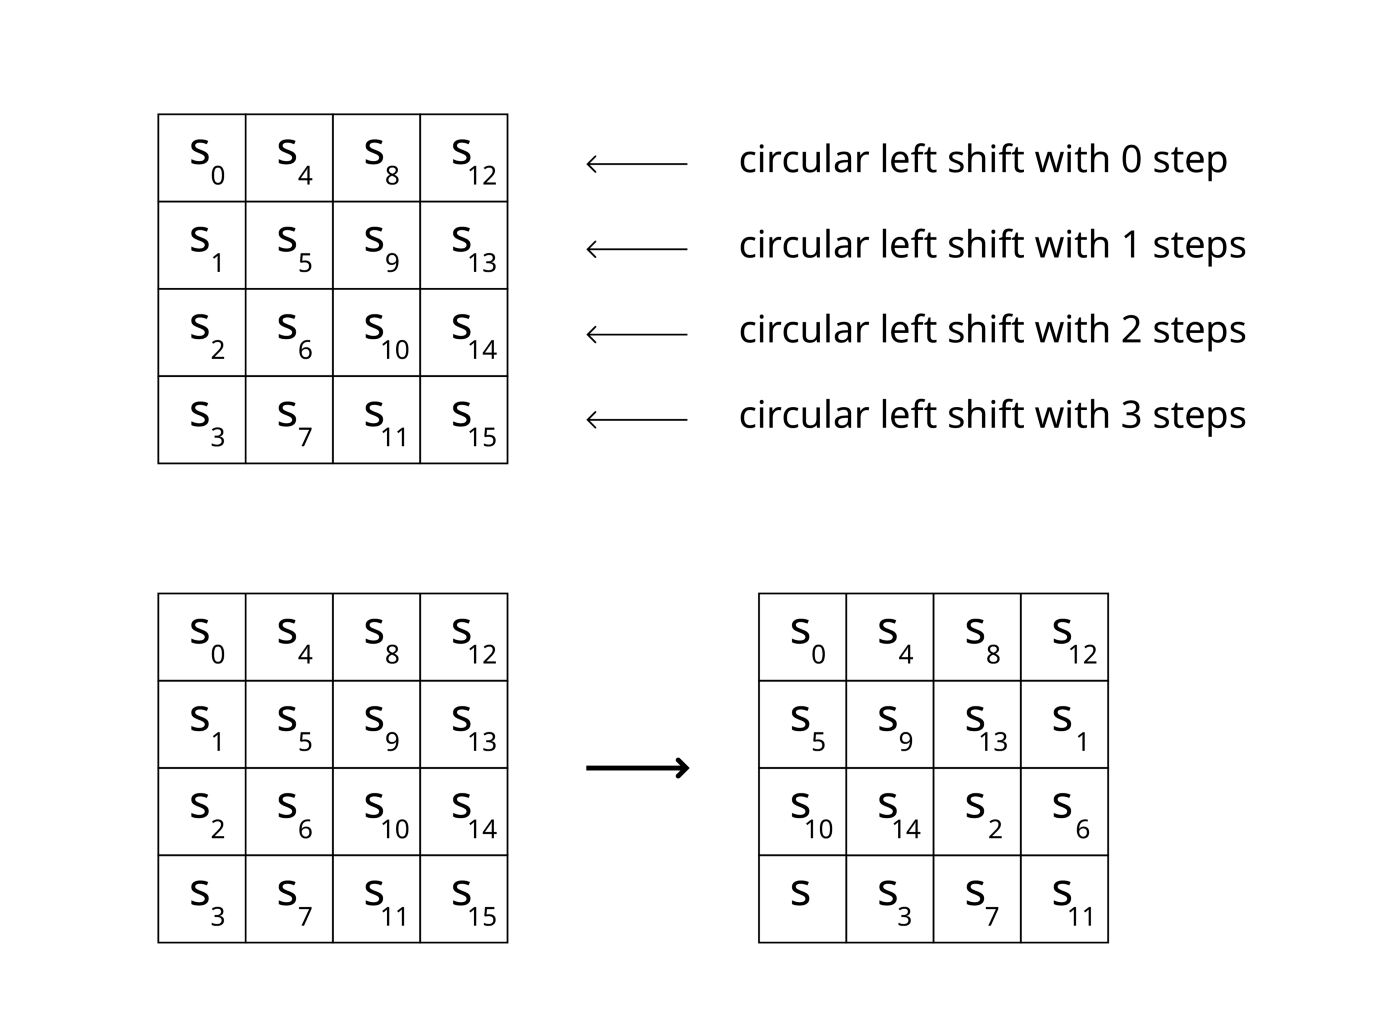 S0 S4 S8 S12 circular left shift with 0 step
S1 S5 S9 S13 circular left shift with 1 steps
S2 S6 S10 S14 circular left shift with 2 steps
S3 S7 S11 S15 circular left shift with 3 steps
S0 S4 S8 S12 S0 S4 S8 S12
S1 S5 S9 S13 S5 S9 S13 S1
S2 S6 S10 S14 S10 S14 S2 S6
S3 S7 S11 S15 S S3 S7 S11